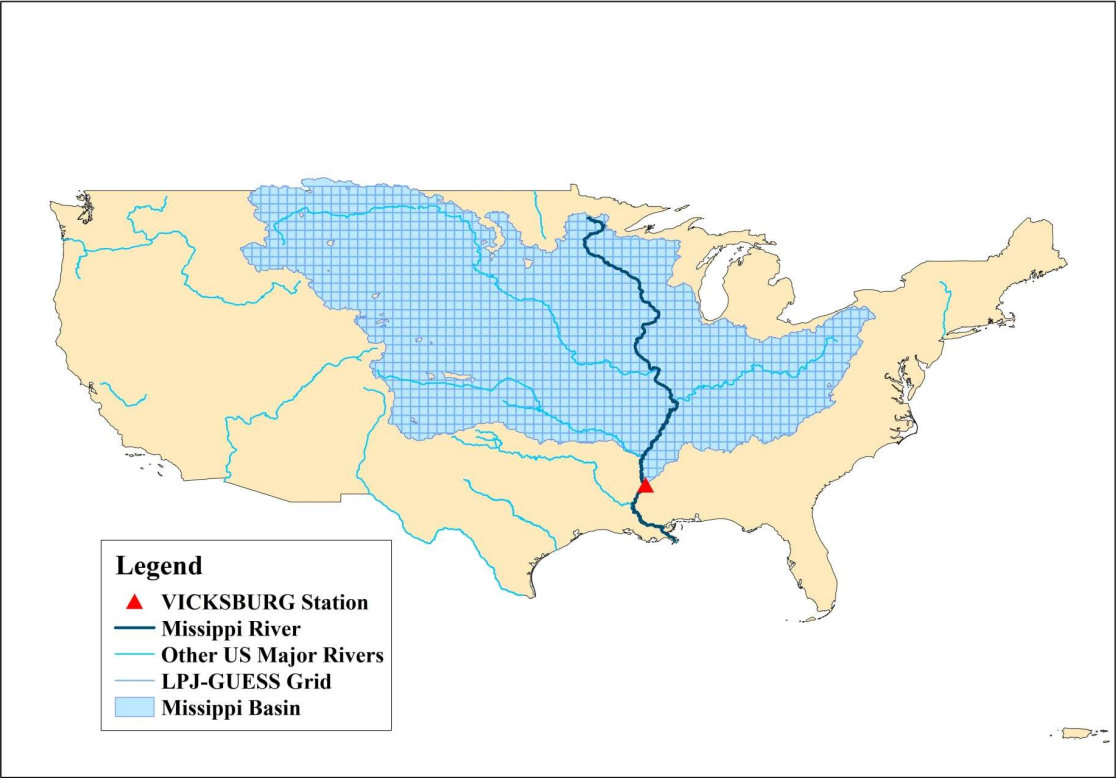 Legend
VICKSBURG Station
Missippi River
Other US Major Rivers
LPJ-GUESS Grid
Missippi Basin